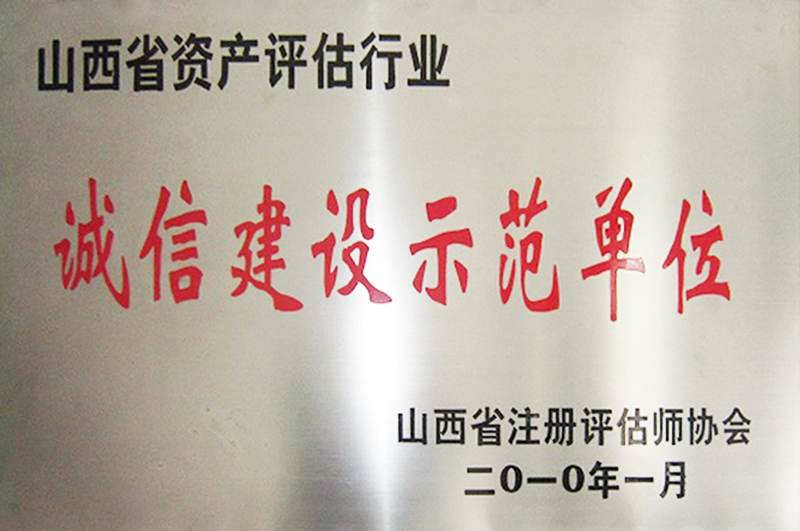 山西省资产评估行业
诚信建设示范单位
山西省注册评估师协会
二0一0年一月